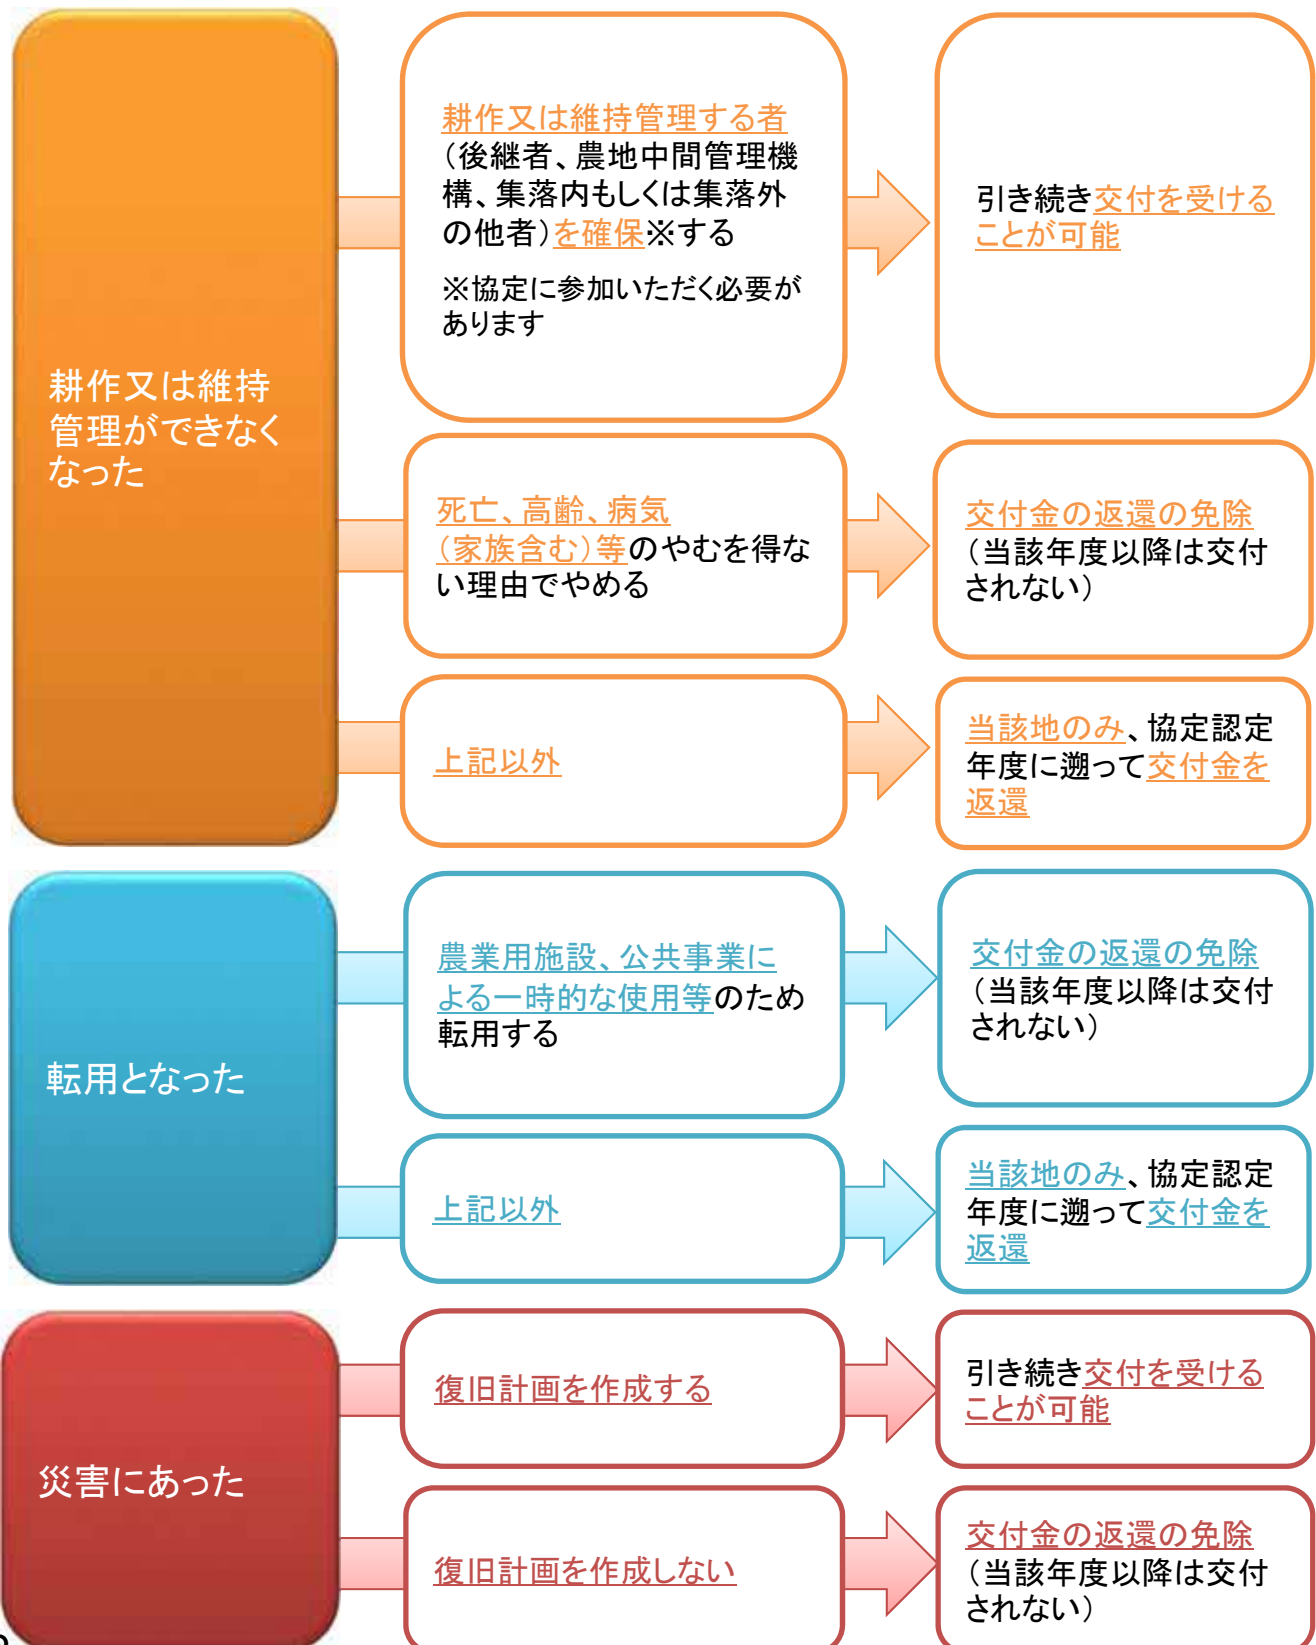 耕作又は維持
管理ができなく
なった
耕作又は維持管理する者
（後継者、農地中間管理機
構、集落内もしくは集落外
の他者）を確保※する
※協定に参加いただく必要が
あります
引き続き交付を受ける
ことが可能
死亡、高齢、病気
（家族含む）等のやむを得な
い理由でやめる
交付金の返還の免除
（当該年度以降は交付
されない）
上記以外
当該地のみ、協定認定
年度に遡って交付金を
返還
転用となった
農業用施設、公共事業に
よる一時的な使用等のため
転用する
交付金の返還の免除
（当該年度以降は交付
されない）
上記以外
当該地のみ、協定認定
年度に遡って交付金を
返還
災害にあった
復旧計画を作成する
引き続き交付を受ける
ことが可能
復旧計画を作成しない
交付金の返還の免除
（当該年度以降は交付
されない）